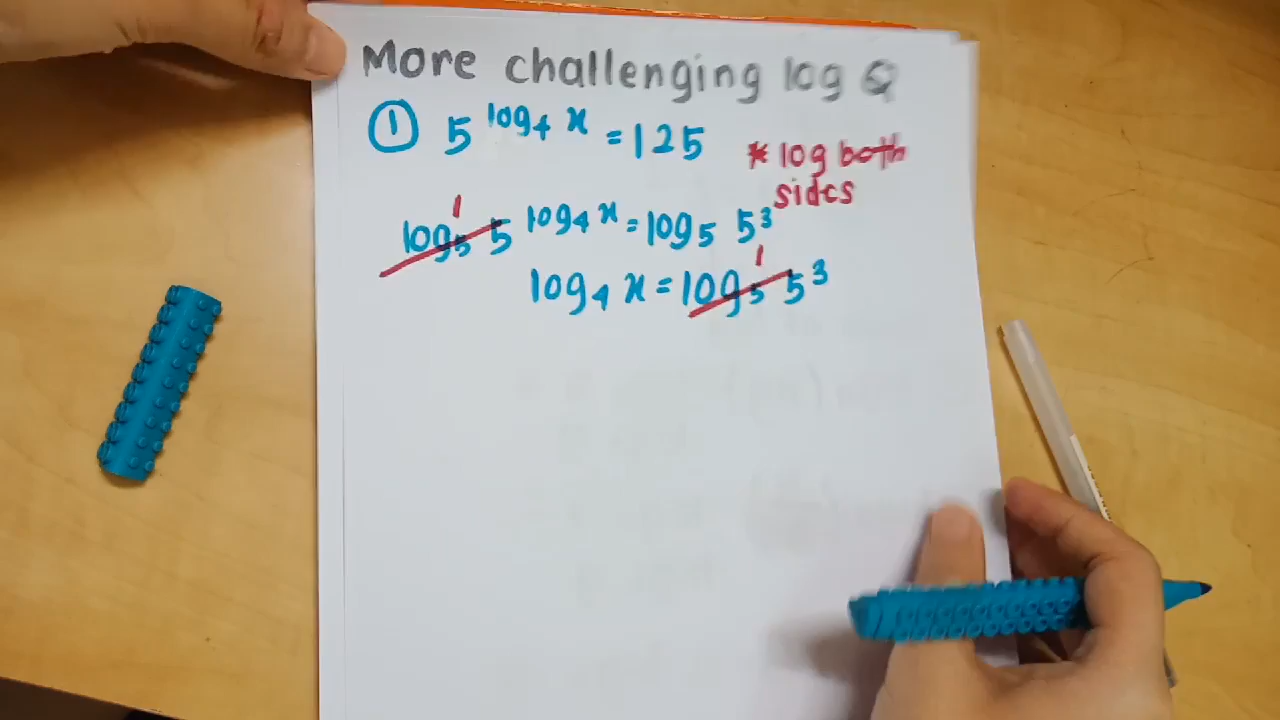 More challenging log Q
① 5^log₄ x = 125
* log both sides
1
log₅ 5^log₄ x = log₅ 5³
1
log₄ x = log₅ 5³